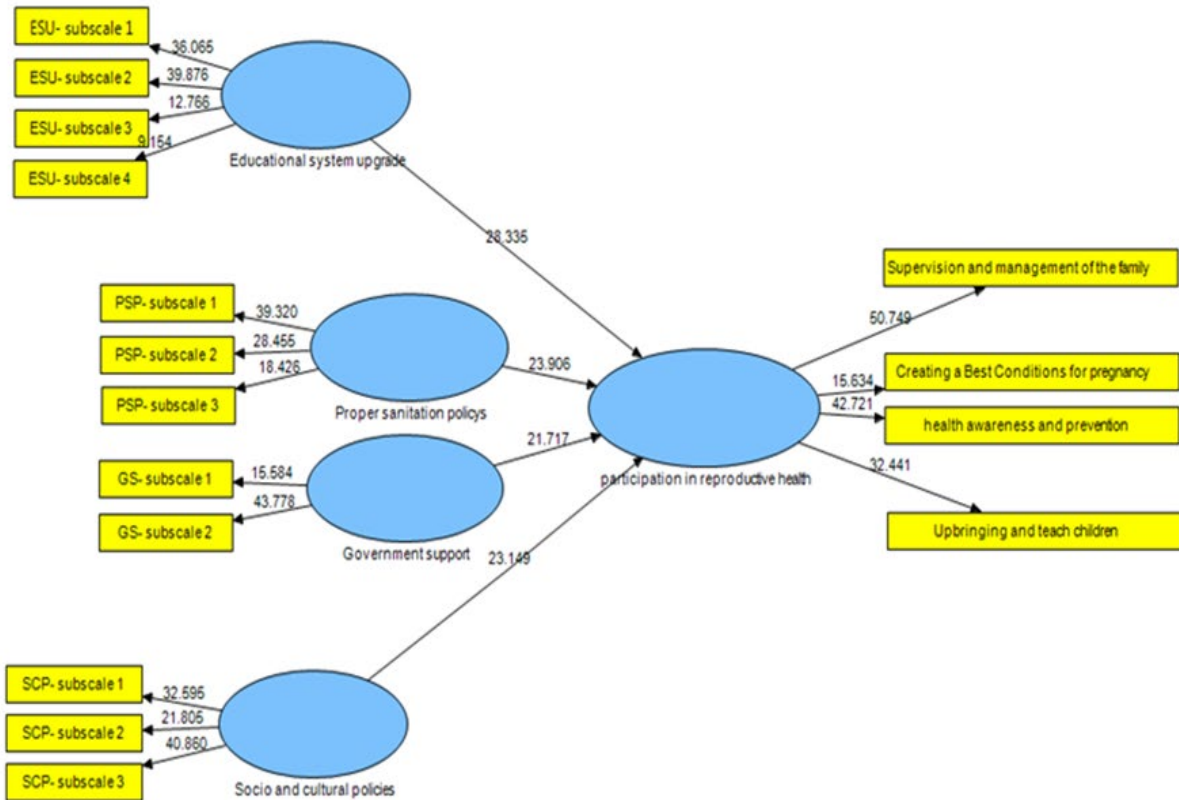 ESU- subscale 1
36.065
ESU- subscale 2
39.876
ESU- subscale 3
12.766
ESU- subscale 4
9.154
Educational system upgrade
28.335
PSP- subscale 1
39.320
PSP- subscale 2
28.455
PSP- subscale 3
18.426
Proper sanitation policys
23.906
GS- subscale 1
15.584
GS- subscale 2
43.778
Government support
21.717
SCP- subscale 1
32.595
SCP- subscale 2
21.805
SCP- subscale 3
40.860
Socio and cultural policies
23.149
participation in reproductive health
Supervision and management of the family
50.749
Creating a Best Conditions for pregnancy
15.634
health awareness and prevention
42.721
Upbringing and teach children
32.441